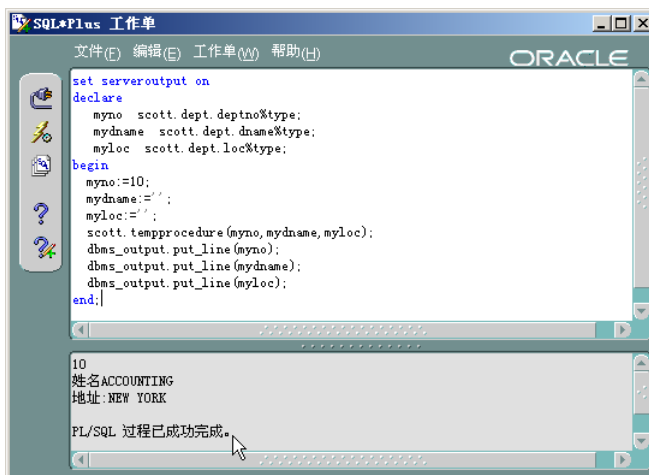 SQL*Plus 工作单
文件(F) 编辑(E) 工作单(W) 帮助(H)
ORACLE
set serveroutput on
declare
myno scott.dept.deptno%type;
mydname scott.dept.dname%type;
myloc scott.dept.loc%type;
begin
myno:=10;
mydname:='';
myloc:='';
scott.tempprocedure(myno,mydname,myloc);
dbms_output.put_line(myno);
dbms_output.put_line(mydname);
dbms_output.put_line(myloc);
end;
10
姓名ACCOUNTING
地址:NEW YORK
PL/SQL 过程已成功完成。